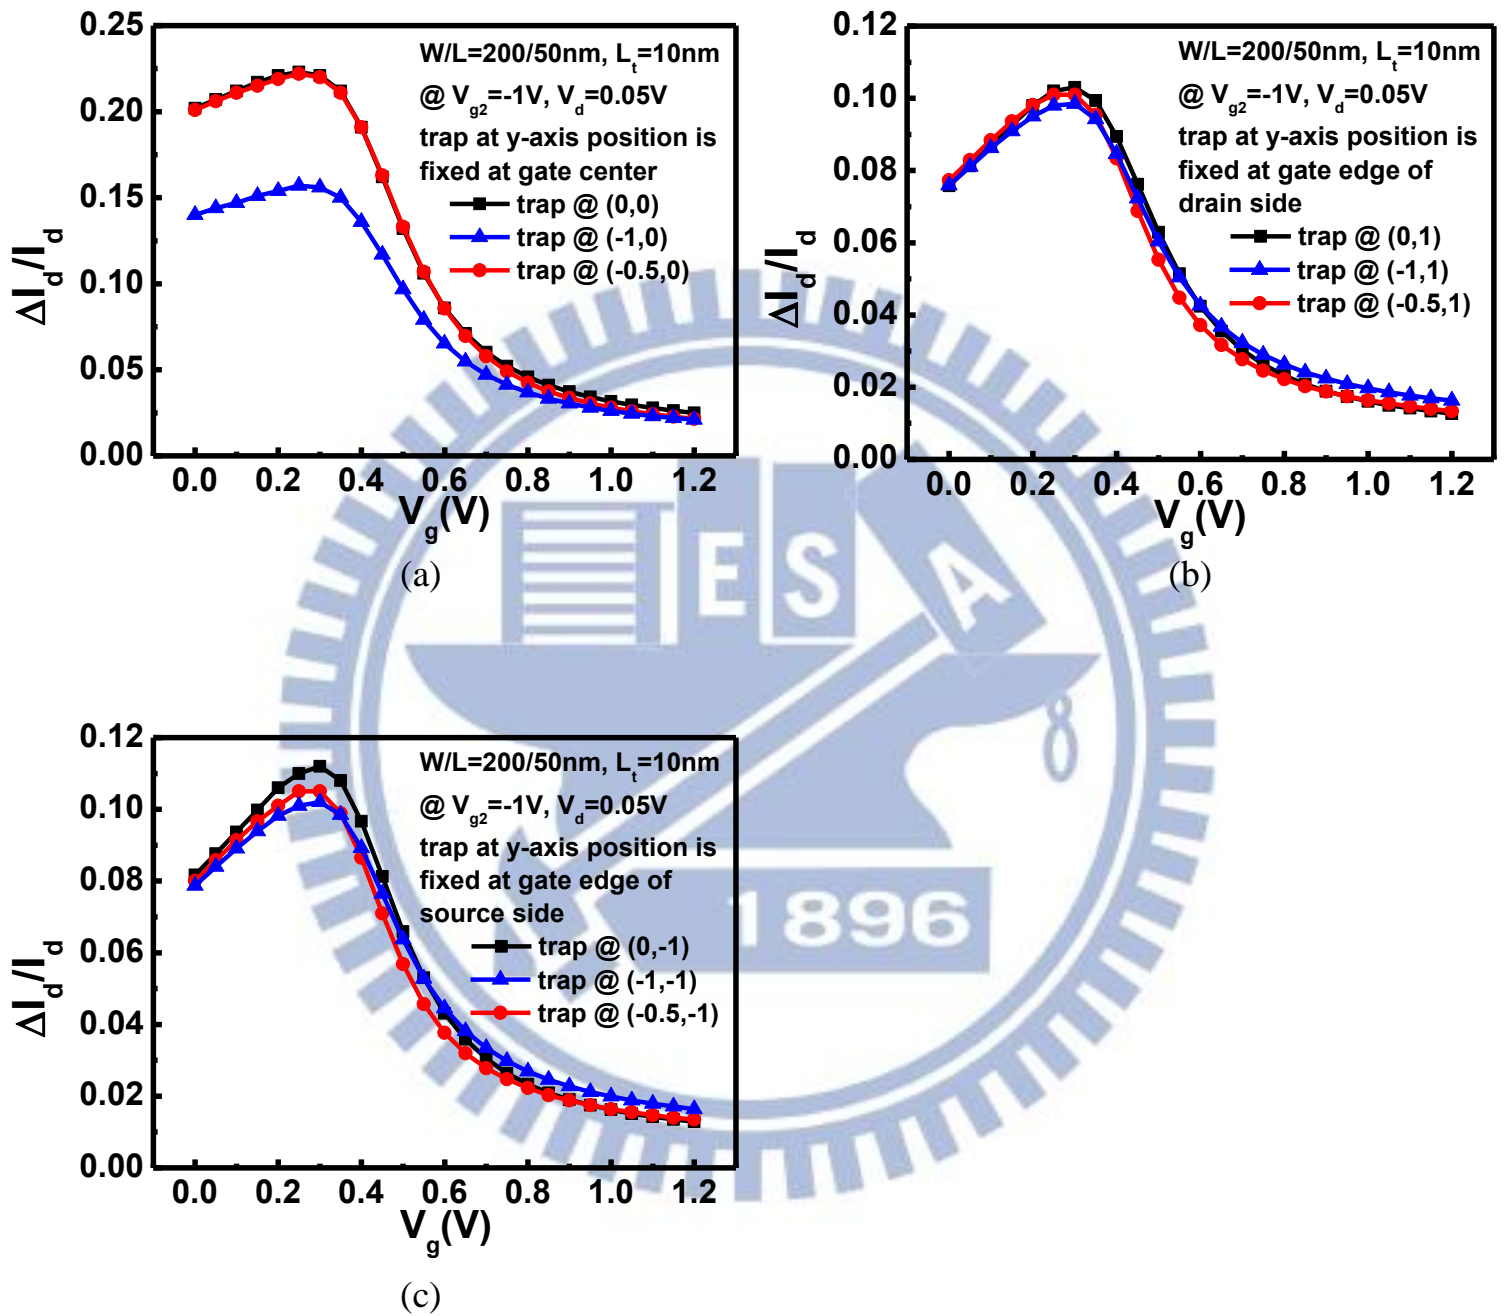 0.25
0.20
0.15
0.10
0.05
0.00
ΔI_d/I_d
W/L=200/50nm, L_t=10nm
@ V_g2=-1V, V_d=0.05V
trap at y-axis position is
fixed at gate center
trap @ (0,0)
trap @ (-1,0)
trap @ (-0.5,0)
0.0 0.2 0.4 0.6 0.8 1.0 1.2
V_g(V)
(a)
0.12
0.10
0.08
0.06
0.04
0.02
0.00
ΔI_d/I_d
W/L=200/50nm, L_t=10nm
@ V_g2=-1V, V_d=0.05V
trap at y-axis position is
fixed at gate edge of
drain side
trap @ (0,1)
trap @ (-1,1)
trap @ (-0.5,1)
0.0 0.2 0.4 0.6 0.8 1.0 1.2
V_g(V)
(b)
E S A
1896
0.12
0.10
0.08
0.06
0.04
0.02
0.00
ΔI_d/I_d
W/L=200/50nm, L_t=10nm
@ V_g2=-1V, V_d=0.05V
trap at y-axis position is
fixed at gate edge of
source side
trap @ (0,-1)
trap @ (-1,-1)
trap @ (-0.5,-1)
0.0 0.2 0.4 0.6 0.8 1.0 1.2
V_g(V)
(c)